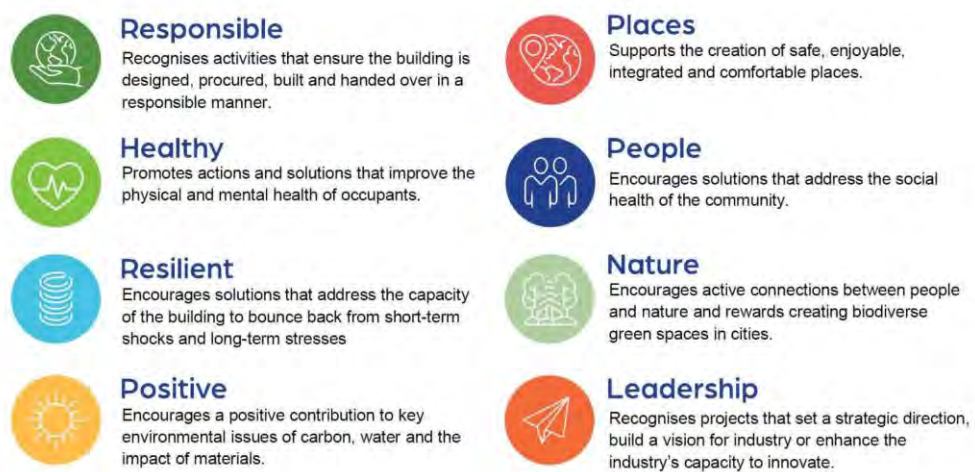 Responsible
Recognises activities that ensure the building is
designed, procured, built and handed over in a
responsible manner.
Healthy
Promotes actions and solutions that improve the
physical and mental health of occupants.
Resilient
Encourages solutions that address the capacity
of the building to bounce back from short-term
shocks and long-term stresses
Positive
Encourages a positive contribution to key
environmental issues of carbon, water and the
impact of materials.
Places
Supports the creation of safe, enjoyable,
integrated and comfortable places.
People
Encourages solutions that address the social
health of the community.
Nature
Encourages active connections between people
and nature and rewards creating biodiverse
green spaces in cities.
Leadership
Recognises projects that set a strategic direction,
build a vision for industry or enhance the
industry's capacity to innovate.